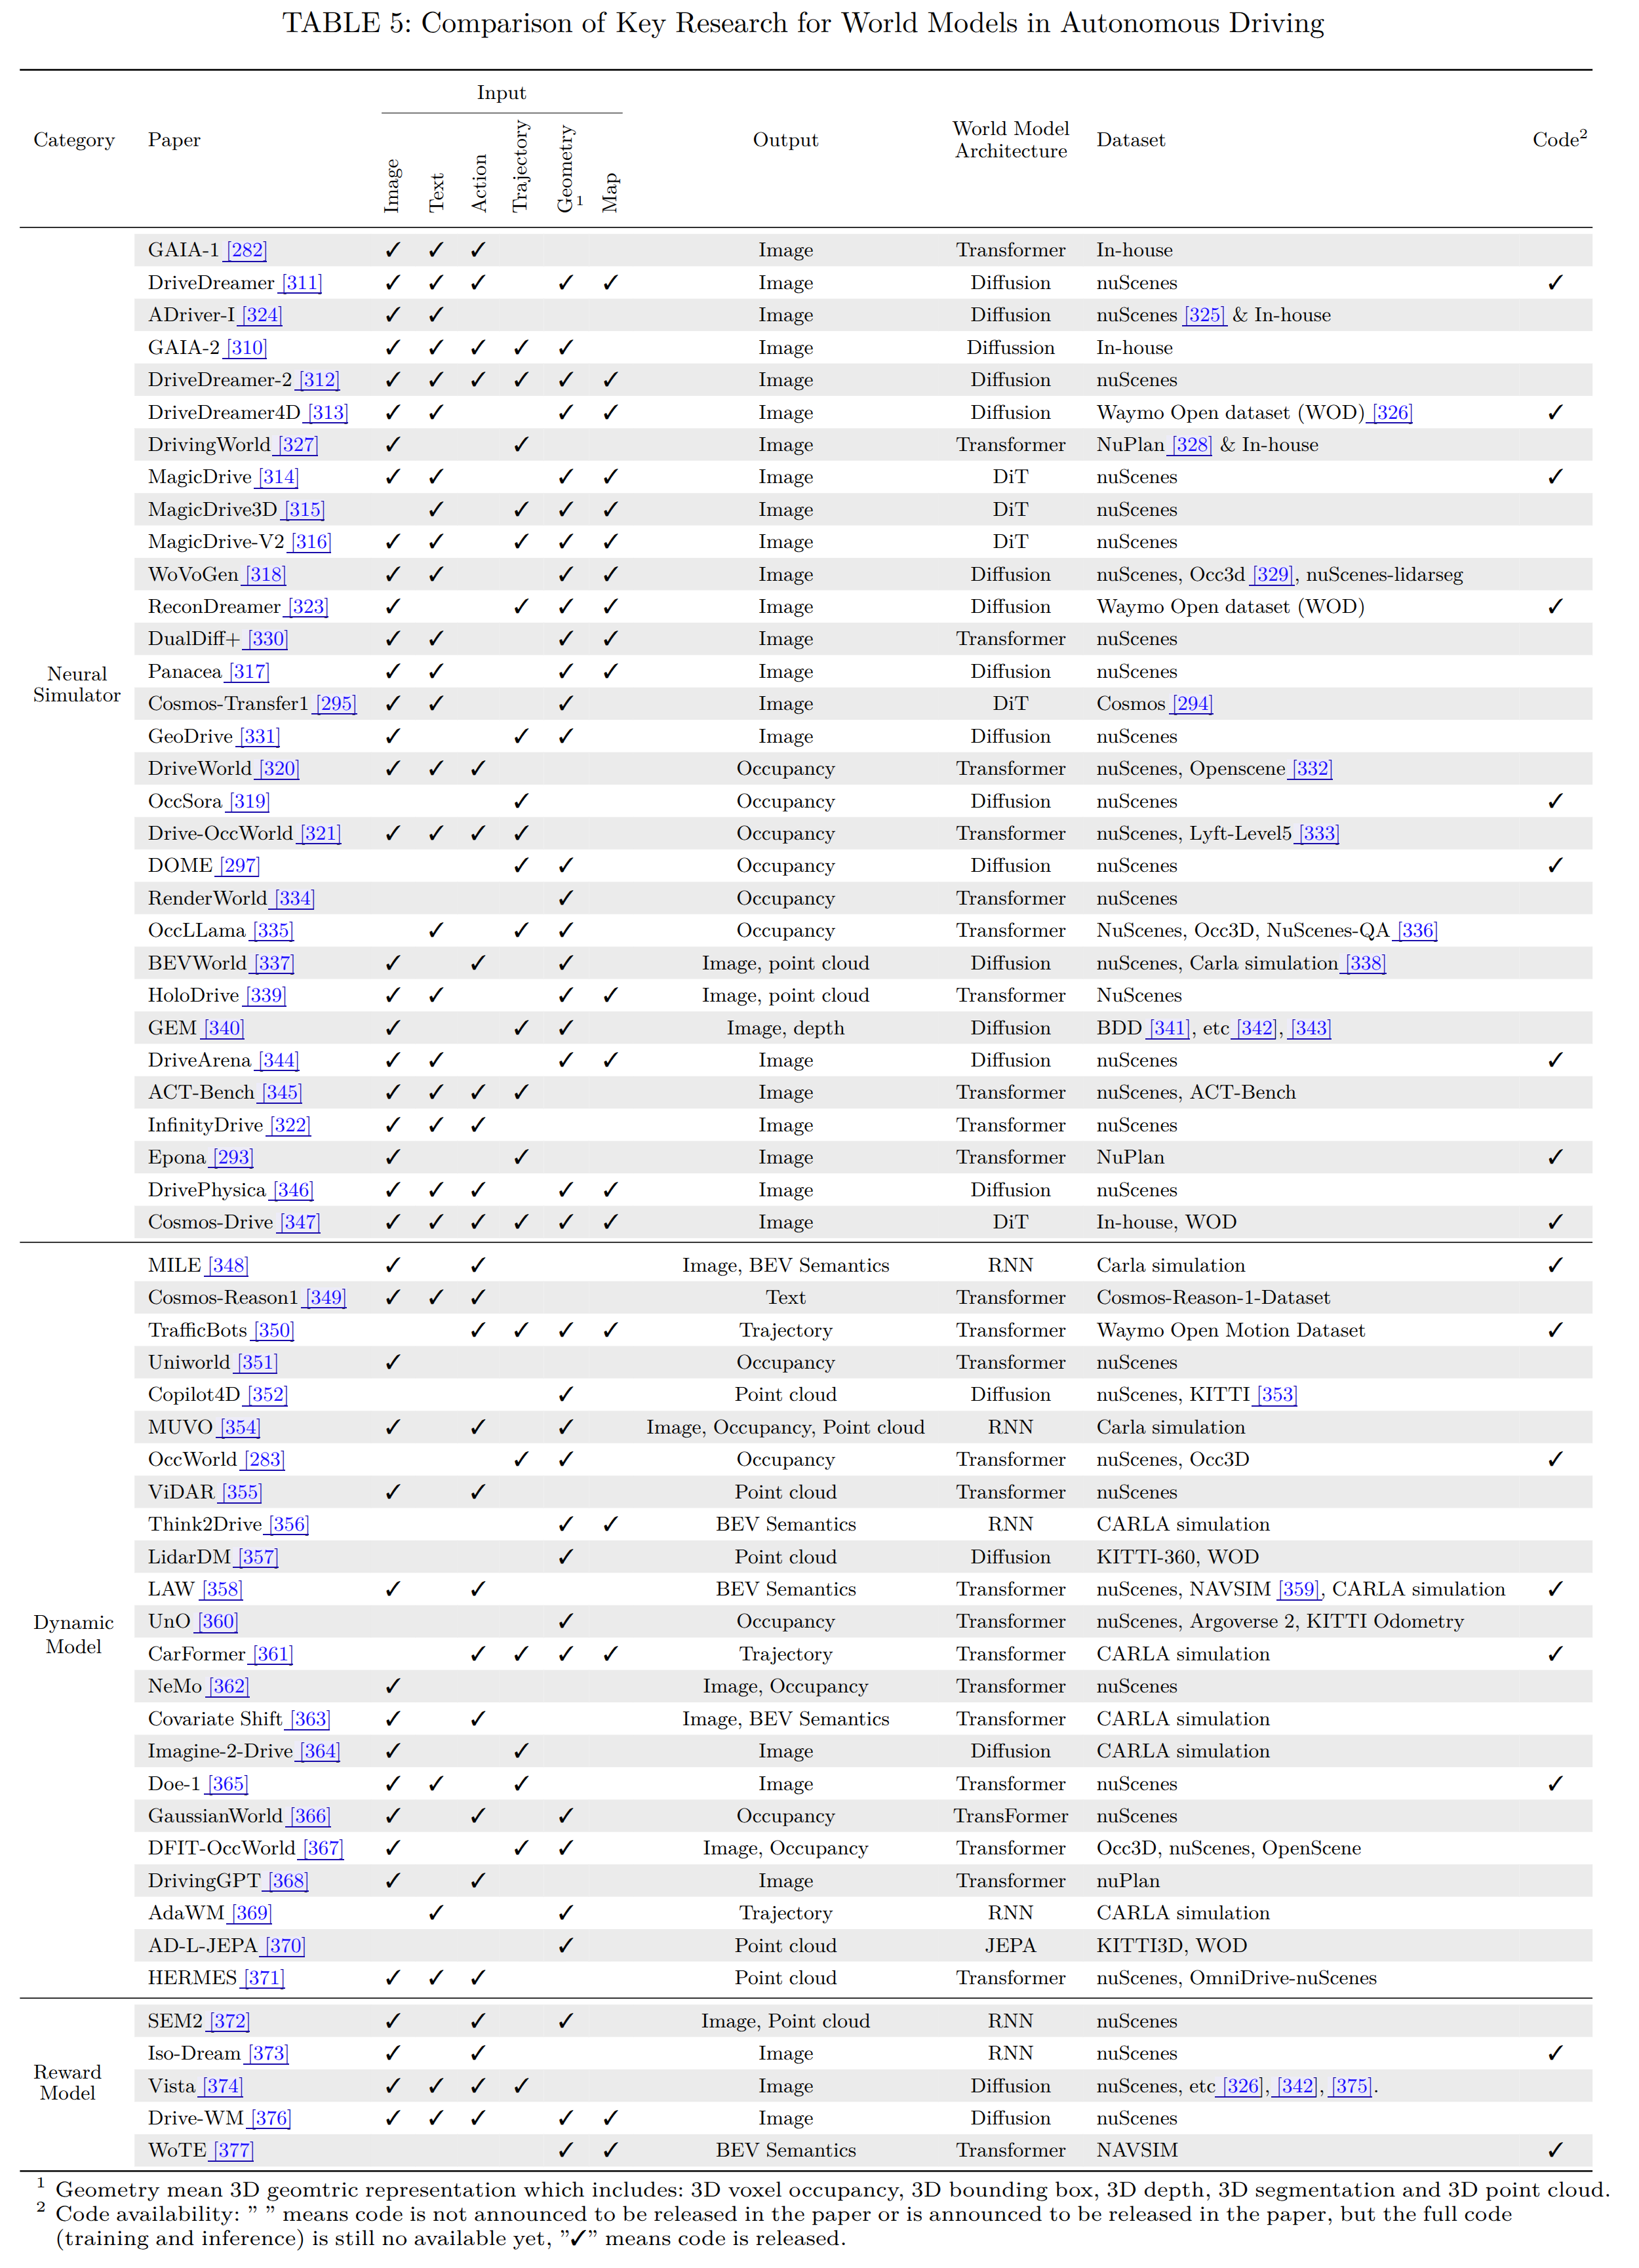 TABLE 5: Comparison of Key Research for World Models in Autonomous Driving
Input
Category Paper Image Text Action Trajectory Geometry 1 Map Output World Model Architecture Dataset Code2
Neural Simulator
GAIA-1 [282] ✓ ✓ ✓ Image Transformer In-house
DriveDreamer [311] ✓ ✓ ✓ ✓ ✓ Image Diffusion nuScenes ✓
ADriver-I [324] ✓ ✓ Image Diffusion nuScenes [325] & In-house
GAIA-2 [310] ✓ ✓ ✓ ✓ ✓ Image Diffussion In-house
DriveDreamer-2 [312] ✓ ✓ ✓ ✓ ✓ ✓ Image Diffusion nuScenes
DriveDreamer4D [313] ✓ ✓ ✓ ✓ Image Diffusion Waymo Open dataset (WOD) [326] ✓
DrivingWorld [327] ✓ ✓ Image Transformer NuPlan [328] & In-house
MagicDrive [314] ✓ ✓ ✓ ✓ Image DiT nuScenes ✓
MagicDrive3D [315] ✓ ✓ ✓ ✓ Image DiT nuScenes
MagicDrive-V2 [316] ✓ ✓ ✓ ✓ ✓ Image DiT nuScenes
WoVoGen [318] ✓ ✓ ✓ ✓ Image Diffusion nuScenes, Occ3d [329], nuScenes-lidarseg
ReconDreamer [323] ✓ ✓ ✓ ✓ Image Diffusion Waymo Open dataset (WOD) ✓
DualDiff+ [330] ✓ ✓ ✓ ✓ Image Transformer nuScenes
Panacea [317] ✓ ✓ ✓ ✓ Image Diffusion nuScenes
Cosmos-Transfer1 [295] ✓ ✓ ✓ Image DiT Cosmos [294]
GeoDrive [331] ✓ ✓ ✓ Image Diffusion nuScenes
DriveWorld [320] ✓ ✓ ✓ Occupancy Transformer nuScenes, Openscene [332]
OccSora [319] ✓ Occupancy Diffusion nuScenes ✓
Drive-OccWorld [321] ✓ ✓ ✓ ✓ Occupancy Transformer nuScenes, Lyft-Level5 [333]
DOME [297] ✓ ✓ Occupancy Diffusion nuScenes ✓
RenderWorld [334] ✓ Occupancy Transformer nuScenes
OccLLama [335] ✓ ✓ ✓ Occupancy Transformer NuScenes, Occ3D, NuScenes-QA [336]
BEVWorld [337] ✓ ✓ ✓ Image, point cloud Diffusion nuScenes, Carla simulation [338]
HoloDrive [339] ✓ ✓ ✓ ✓ Image, point cloud Transformer NuScenes
GEM [340] ✓ ✓ ✓ Image, depth Diffusion BDD [341], etc [342], [343]
DriveArena [344] ✓ ✓ ✓ ✓ Image Diffusion nuScenes ✓
ACT-Bench [345] ✓ ✓ ✓ ✓ Image Transformer nuScenes, ACT-Bench
InfinityDrive [322] ✓ ✓ ✓ Image Transformer nuScenes
Epona [293] ✓ ✓ Image Transformer NuPlan ✓
DrivePhysica [346] ✓ ✓ ✓ ✓ ✓ Image Diffusion nuScenes
Cosmos-Drive [347] ✓ ✓ ✓ ✓ ✓ ✓ Image DiT In-house, WOD ✓
Dynamic Model
MILE [348] ✓ ✓ Image, BEV Semantics RNN Carla simulation ✓
Cosmos-Reason1 [349] ✓ ✓ ✓ Text Transformer Cosmos-Reason-1-Dataset
TrafficBots [350] ✓ ✓ ✓ ✓ Trajectory Transformer Waymo Open Motion Dataset ✓
Uniworld [351] ✓ Occupancy Transformer nuScenes
Copilot4D [352] ✓ Point cloud Diffusion nuScenes, KITTI [353]
MUVO [354] ✓ ✓ ✓ Image, Occupancy, Point cloud RNN Carla simulation
OccWorld [283] ✓ ✓ Occupancy Transformer nuScenes, Occ3D ✓
ViDAR [355] ✓ ✓ Point cloud Transformer nuScenes
Think2Drive [356] ✓ ✓ BEV Semantics RNN CARLA simulation
LidarDM [357] ✓ Point cloud Diffusion KITTI-360, WOD
LAW [358] ✓ ✓ BEV Semantics Transformer nuScenes, NAVSIM [359], CARLA simulation ✓
UnO [360] ✓ Occupancy Transformer nuScenes, Argoverse 2, KITTI Odometry
CarFormer [361] ✓ ✓ ✓ ✓ Trajectory Transformer CARLA simulation ✓
NeMo [362] ✓ Image, Occupancy Transformer nuScenes
Covariate Shift [363] ✓ ✓ Image, BEV Semantics Transformer CARLA simulation
Imagine-2-Drive [364] ✓ ✓ Image Diffusion CARLA simulation
Doe-1 [365] ✓ ✓ ✓ Image Transformer nuScenes ✓
GaussianWorld [366] ✓ ✓ ✓ Occupancy TransFormer nuScenes
DFIT-OccWorld [367] ✓ ✓ ✓ Image, Occupancy Transformer Occ3D, nuScenes, OpenScene
DrivingGPT [368] ✓ ✓ Image Transformer nuPlan
AdaWM [369] ✓ ✓ Trajectory RNN CARLA simulation
AD-L-JEPA [370] ✓ Point cloud JEPA KITTI3D, WOD
HERMES [371] ✓ ✓ ✓ Point cloud Transformer nuScenes, OmniDrive-nuScenes
Reward Model
SEM2 [372] ✓ ✓ ✓ Image, Point cloud RNN nuScenes
Iso-Dream [373] ✓ ✓ Image RNN nuScenes ✓
Vista [374] ✓ ✓ ✓ ✓ Image Diffusion nuScenes, etc [326], [342], [375].
Drive-WM [376] ✓ ✓ ✓ ✓ ✓ Image Diffusion nuScenes
WoTE [377] ✓ ✓ BEV Semantics Transformer NAVSIM ✓
1 Geometry mean 3D geomtric representation which includes: 3D voxel occupancy, 3D bounding box, 3D depth, 3D segmentation and 3D point cloud.
2 Code availability: ” ” means code is not announced to be released in the paper or is announced to be released in the paper, but the full code
(training and inference) is still no available yet, ”✓” means code is released.